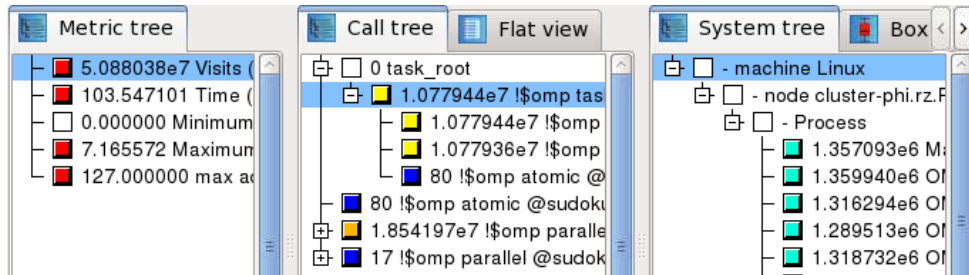 Metric tree
Call tree
Flat view
System tree
Box
5.088038e7 Visits (
103.547101 Time (
0.000000 Minimum
7.165572 Maximum
127.000000 max
0 task_root
1.077944e7 !$omp tas
1.077944e7 !$omp
1.077936e7 !$omp
80 !$omp atomic @
80 !$omp atomic @sudoku
1.854197e7 !$omp paralle
17 !$omp parallel @sudok
- machine Linux
- node cluster-phi.rz.
- Process
1.357093e6
1.359940e6
1.316294e6
1.289513e6
1.318732e6